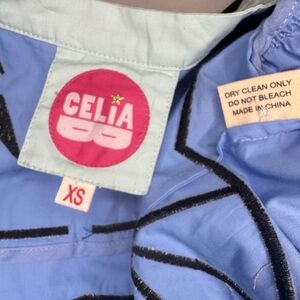 CELIA
B
XS
DRY CLEAN ONLY
DO NOT BLEACH
MADE IN CHINA